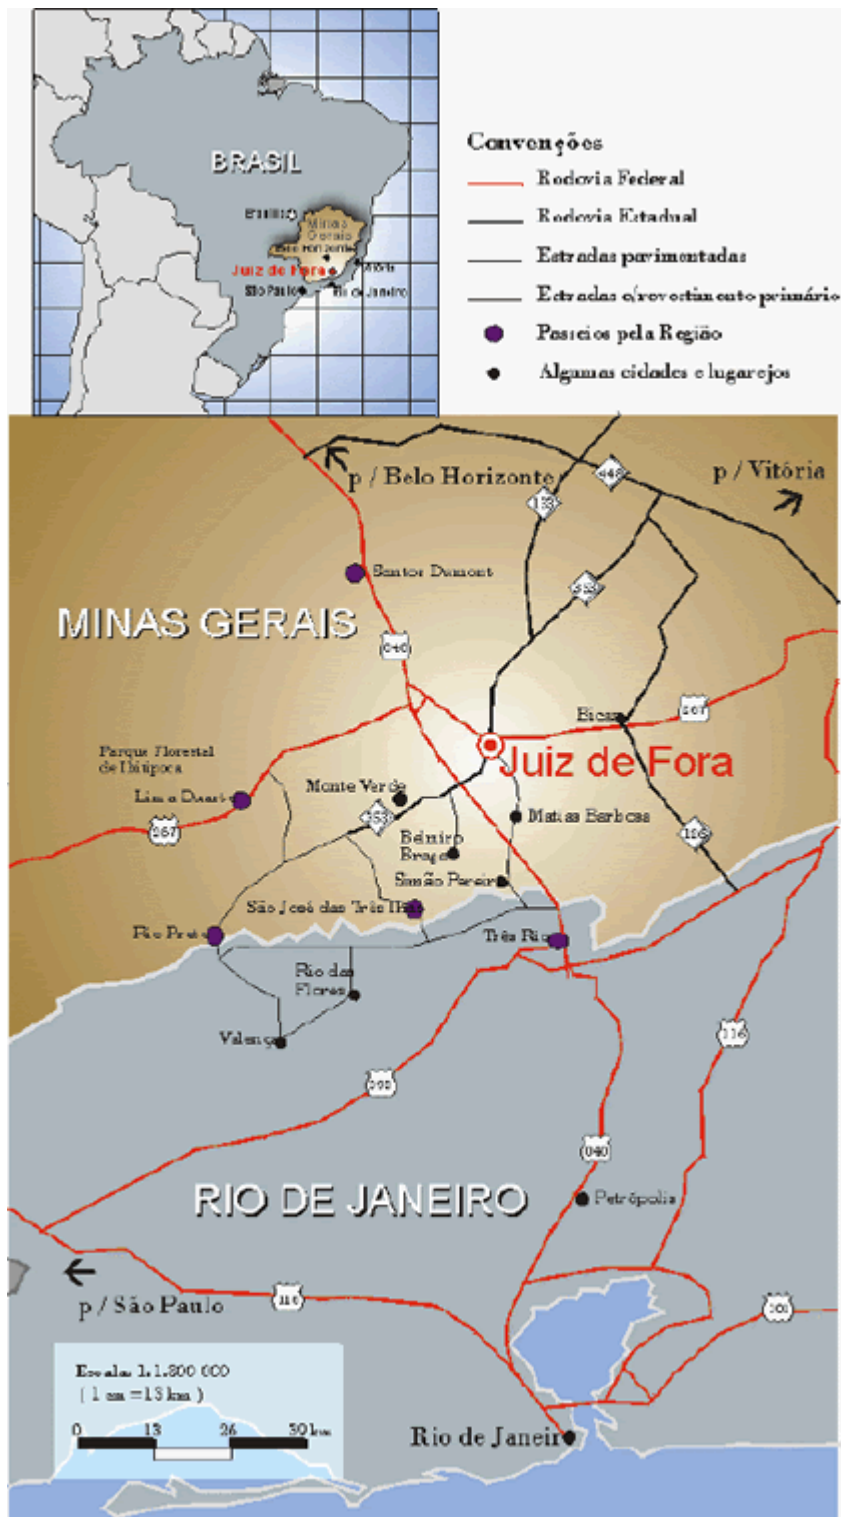 BRASIL
Brasília
Minas
Gerais
Belo Horizonte
Juiz de Fora
Vitória
São Paulo
Rio de Janeiro
Convenções
Rodovia Federal
Rodovia Estadual
Estradas pavimentadas
Estradas c/revestimento primário
Passeios pela Região
Algumas cidades e lugarejos
p / Belo Horizonte
448
p / Vitória
133
Santos Dumont
353
MINAS GERAIS
040
267
Bicas
Juiz de Fora
Parque Florestal
de Ibitipoca
Lima Duarte
Monte Verde
353
267
Matias Barbosa
Belmiro
Braga
126
Simão Pereira
São José das Três Ilhas
Rio Preto
Três Rio
Rio das
Flores
Valença
116
393
040
RIO DE JANEIRO
Petrópolis
p / São Paulo
116
101
Escala: 1:1.300 000
( 1 cm = 13 km )
0 13 26 39 km
Rio de Janeir